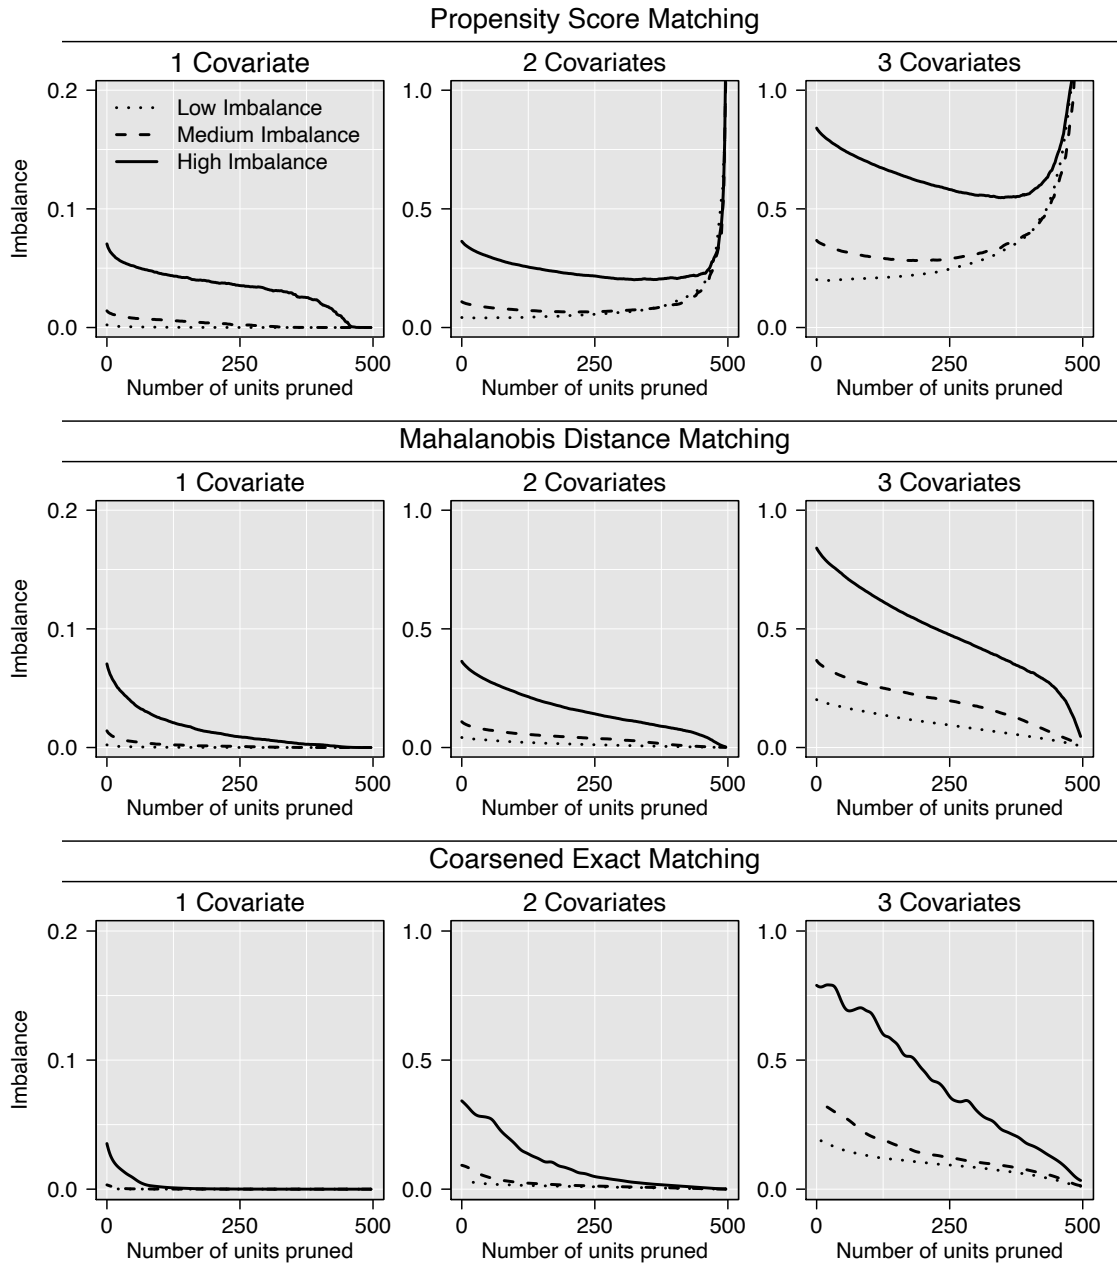 Propensity Score Matching
1 Covariate
2 Covariates
3 Covariates
Imbalance
0.2
0.1
0.0
Low Imbalance
Medium Imbalance
High Imbalance
0 250 500
Number of units pruned
1.0
0.5
0.0
0 250 500
Number of units pruned
1.0
0.5
0.0
0 250 500
Number of units pruned
Mahalanobis Distance Matching
1 Covariate
2 Covariates
3 Covariates
Imbalance
0.2
0.1
0.0
0 250 500
Number of units pruned
1.0
0.5
0.0
0 250 500
Number of units pruned
1.0
0.5
0.0
0 250 500
Number of units pruned
Coarsened Exact Matching
1 Covariate
2 Covariates
3 Covariates
Imbalance
0.2
0.1
0.0
0 250 500
Number of units pruned
1.0
0.5
0.0
0 250 500
Number of units pruned
1.0
0.5
0.0
0 250 500
Number of units pruned